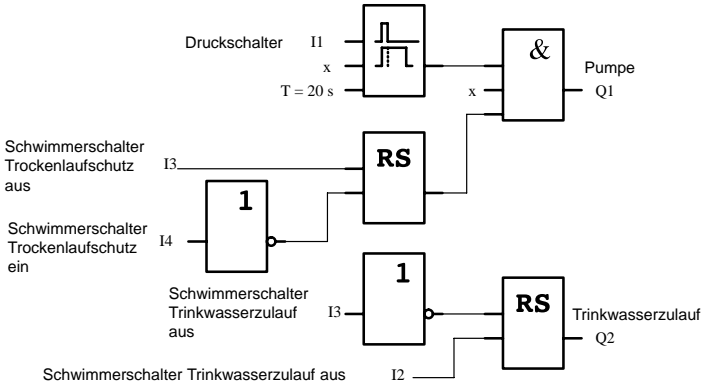 Druckschalter I1
x
T = 20 s
&
x
Pumpe
Q1
Schwimmerschalter
Trockenlaufschutz
aus
I3
RS
1
Schwimmerschalter
Trockenlaufschutz
ein
I4
1
Schwimmerschalter
Trinkwasserzulauf
aus
I3
RS
Trinkwasserzulauf
Q2
Schwimmerschalter Trinkwasserzulauf aus I2